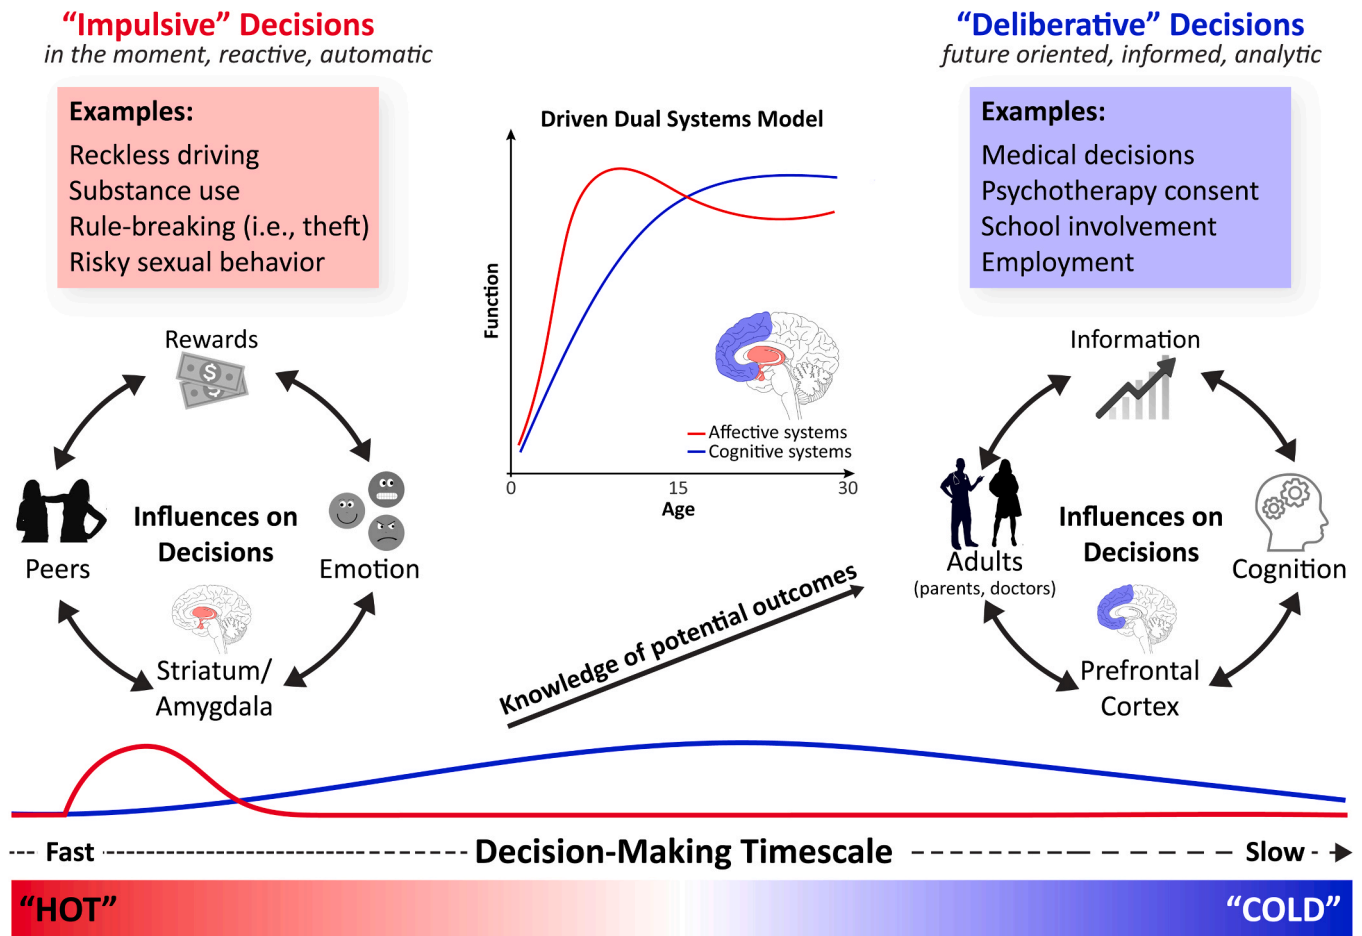 “Impulsive” Decisions
in the moment, reactive, automatic
Examples:
Reckless driving
Substance use
Rule-breaking (i.e., theft)
Risky sexual behavior
Rewards
$
$
Peers
Emotion
Influences on
Decisions
Striatum/
Amygdala
Driven Dual Systems Model
Function
Affective systems
Cognitive systems
0
15
30
Age
Knowledge of potential outcomes
“Deliberative” Decisions
future oriented, informed, analytic
Examples:
Medical decisions
Psychotherapy consent
School involvement
Employment
Information
Adults
(parents, doctors)
Cognition
Influences on
Decisions
Prefrontal
Cortex
Fast
Decision-Making Timescale
Slow
“HOT”
“COLD”